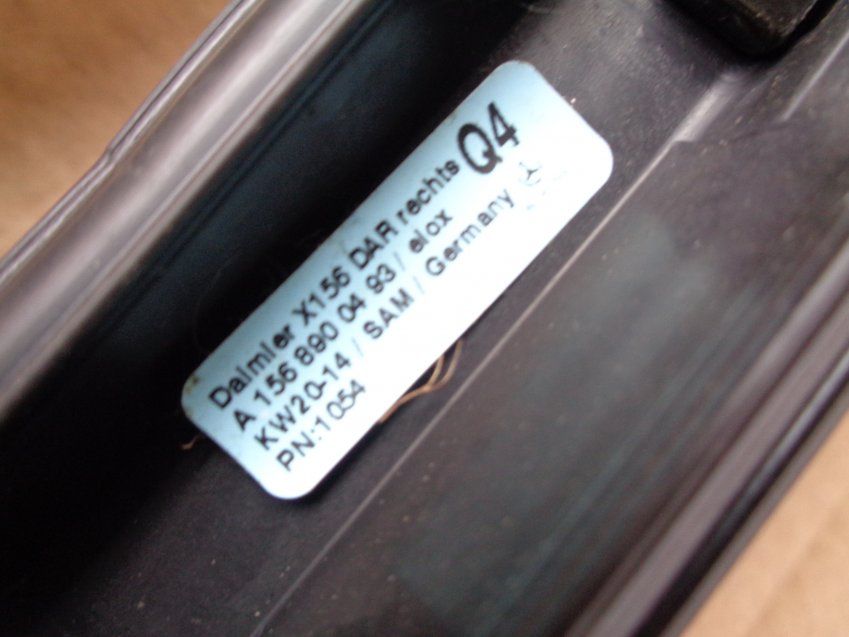 Daimler X156 DAR rechts Q4
A 156 890 04 93 / elox
KW20-14 / SAM / Germany
PN:1054